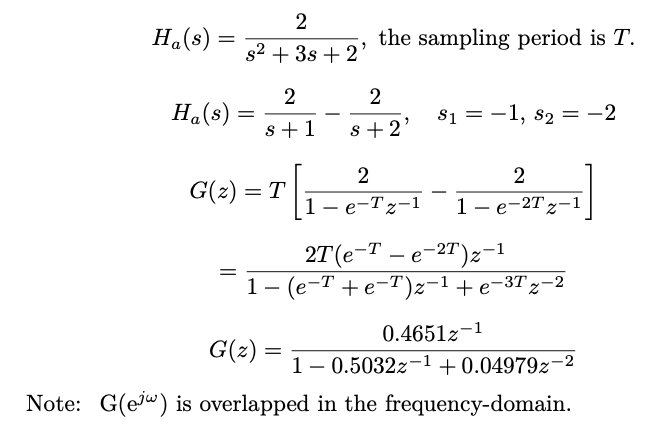 H_a(s) = \frac{2}{s^2 + 3s + 2}, the sampling period is T.
H_a(s) = \frac{2}{s+1} - \frac{2}{s+2}, s_1 = -1, s_2 = -2
G(z) = T \left[ \frac{2}{1 - e^{-T}z^{-1}} - \frac{2}{1 - e^{-2T}z^{-1}} \right]
= \frac{2T(e^{-T} - e^{-2T})z^{-1}}{1 - (e^{-T} + e^{-T})z^{-1} + e^{-3T}z^{-2}}
G(z) = \frac{0.4651z^{-1}}{1 - 0.5032z^{-1} + 0.04979z^{-2}}
Note: G(e^{jω}) is overlapped in the frequency-domain.